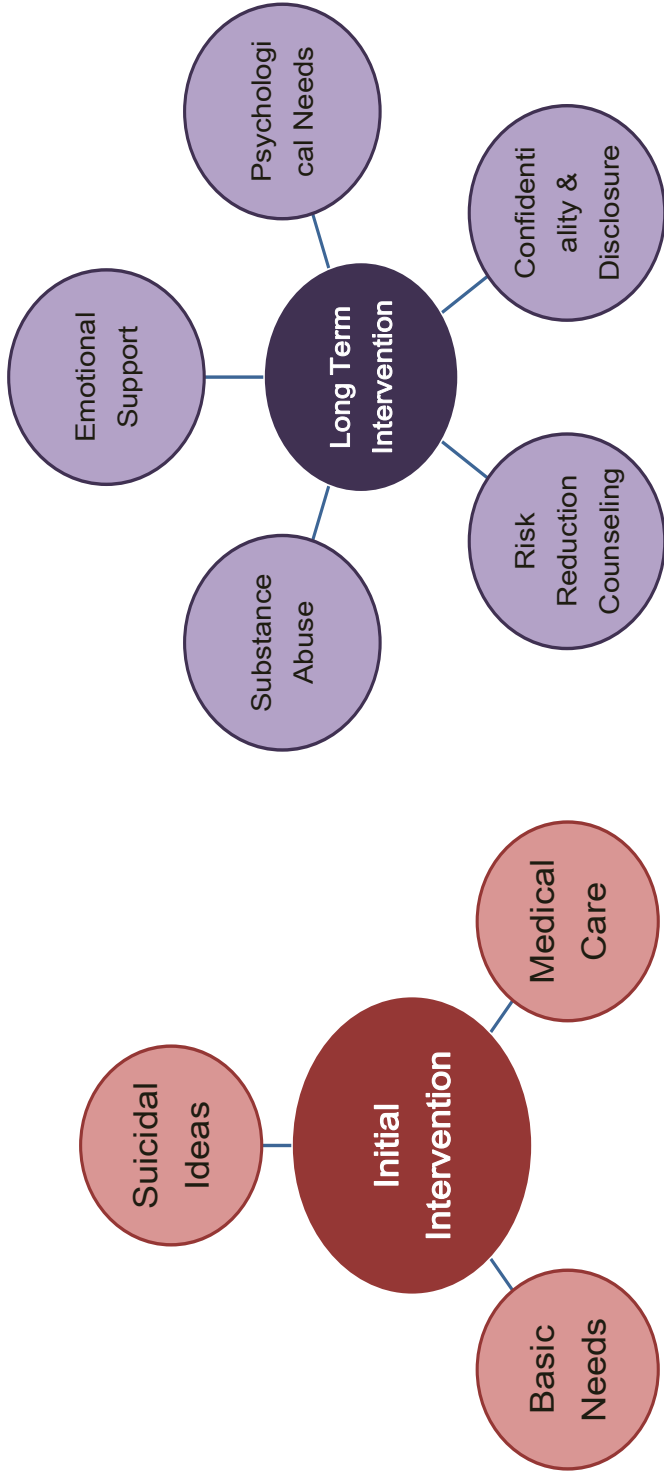 Suicidal
Ideas
Initial
Intervention
Basic
Needs
Medical
Care
Emotional
Support
Substance
Abuse
Psychologi
cal Needs
Long Term
Intervention
Risk
Reduction
Counseling
Confidenti
ality &
Disclosure